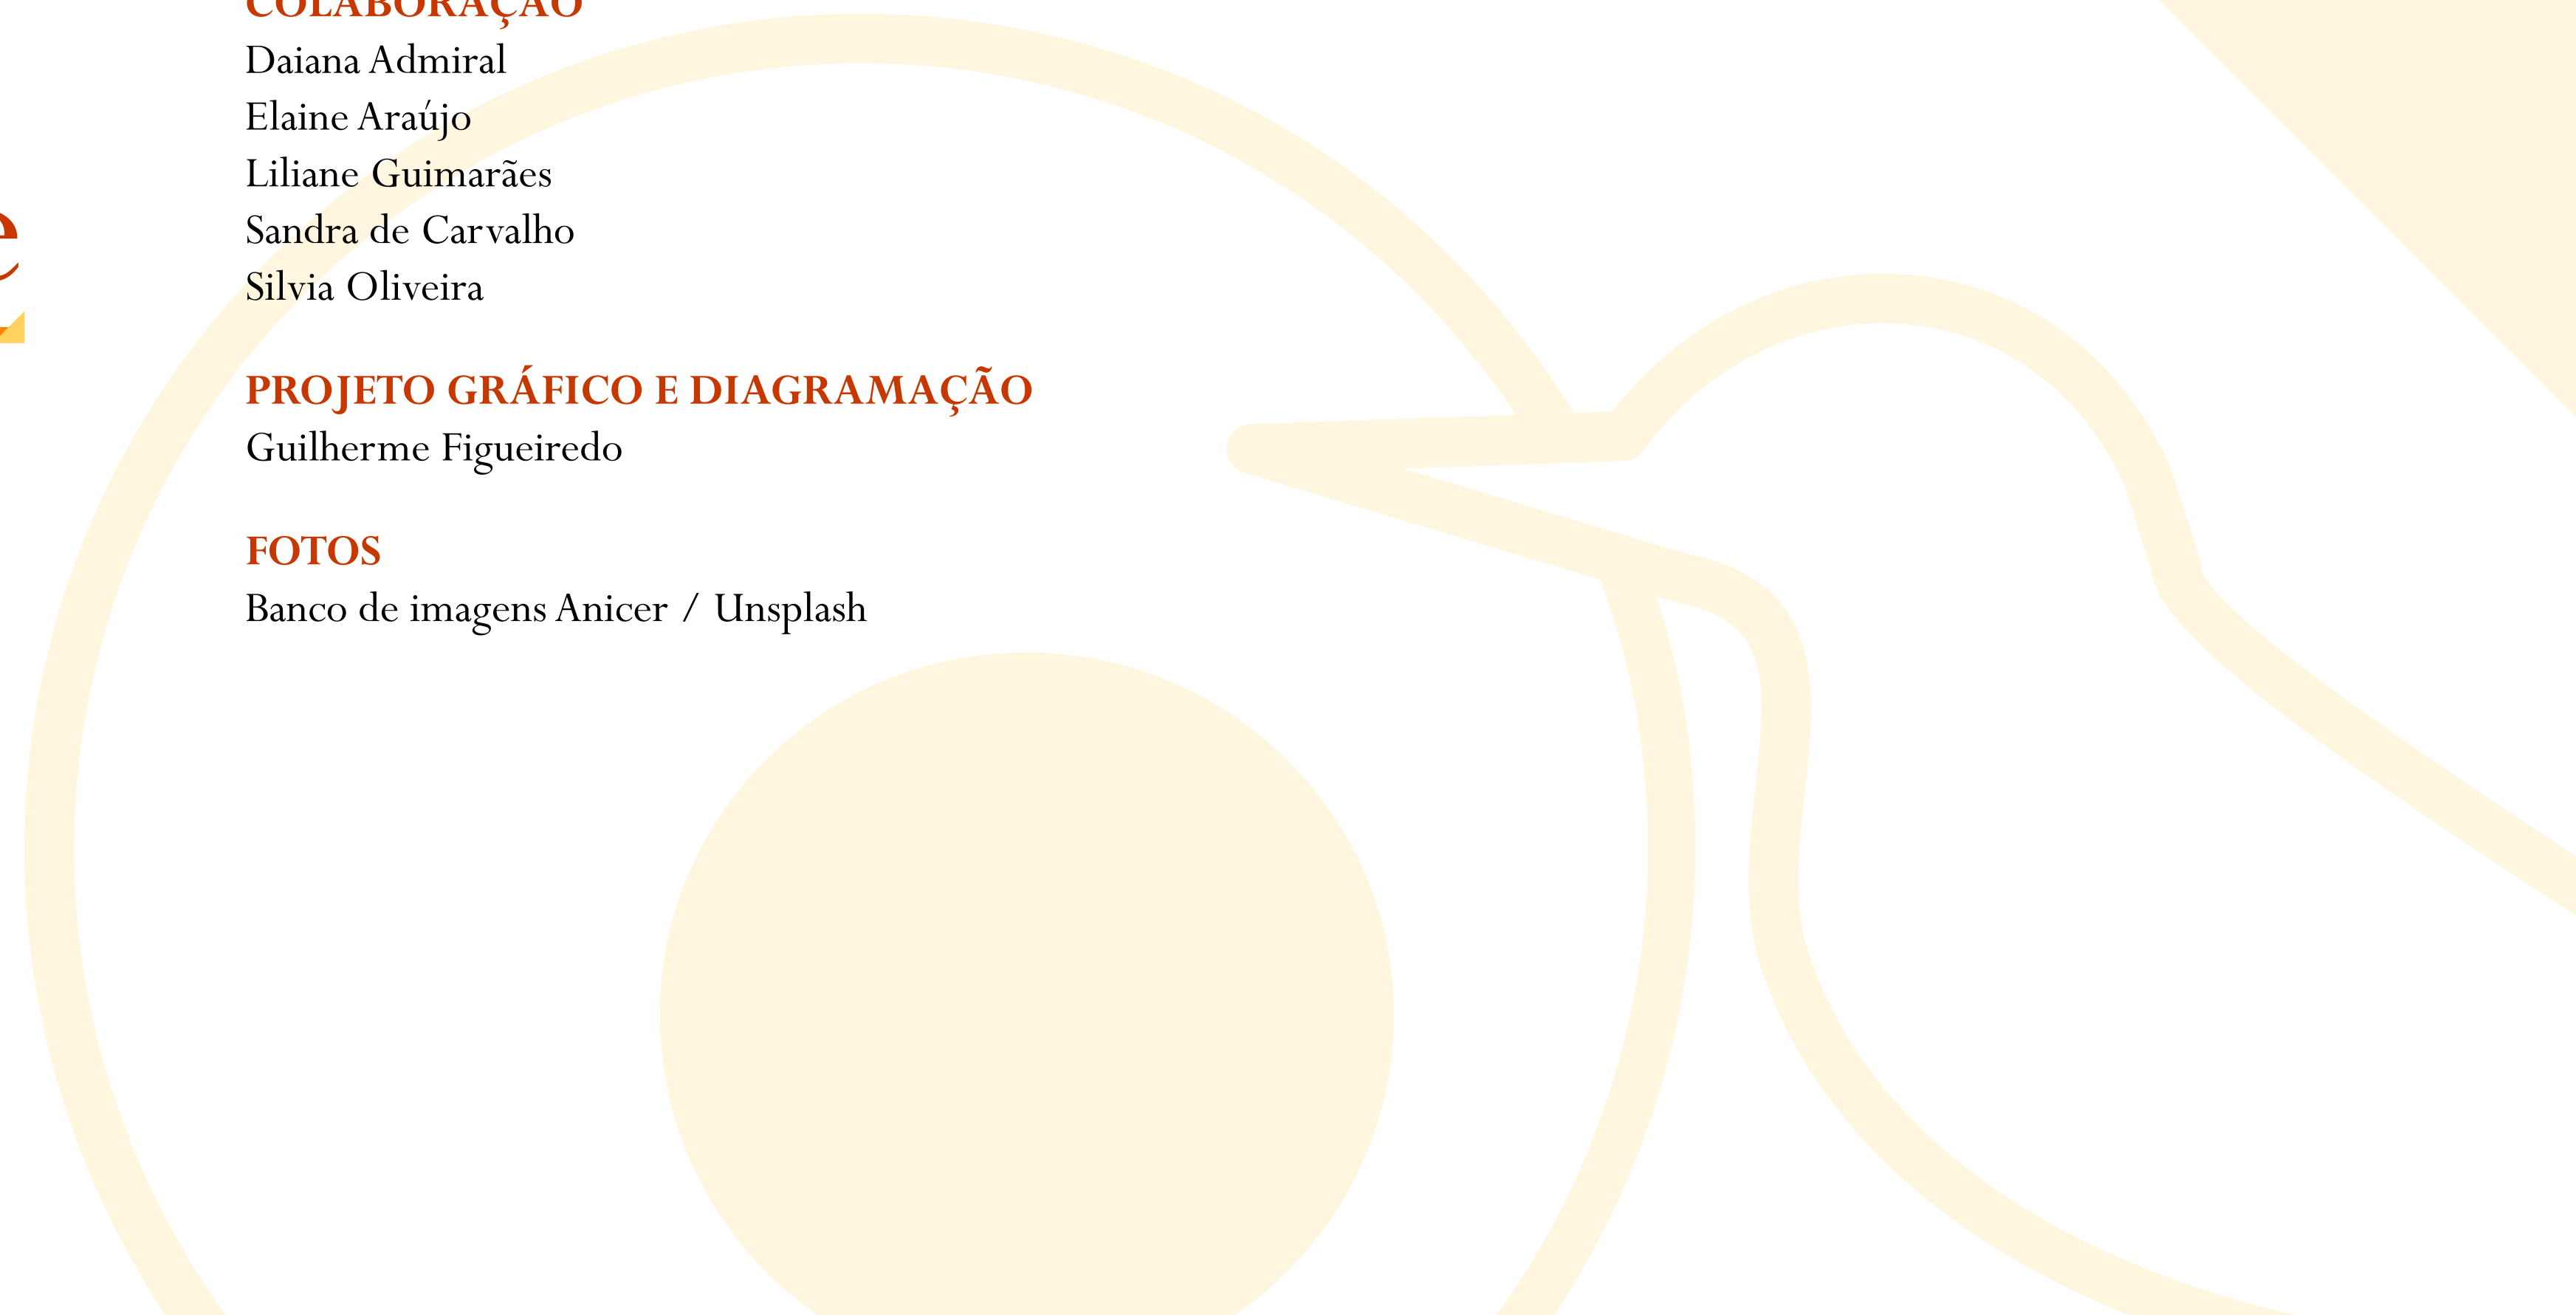 COLABORAÇÃO
Daiana Admiral
Elaine Araújo
Liliane Guimarães
Sandra de Carvalho
Silvia Oliveira
e
PROJETO GRÁFICO E DIAGRAMAÇÃO
Guilherme Figueiredo
FOTOS
Banco de imagens Anicer / Unsplash